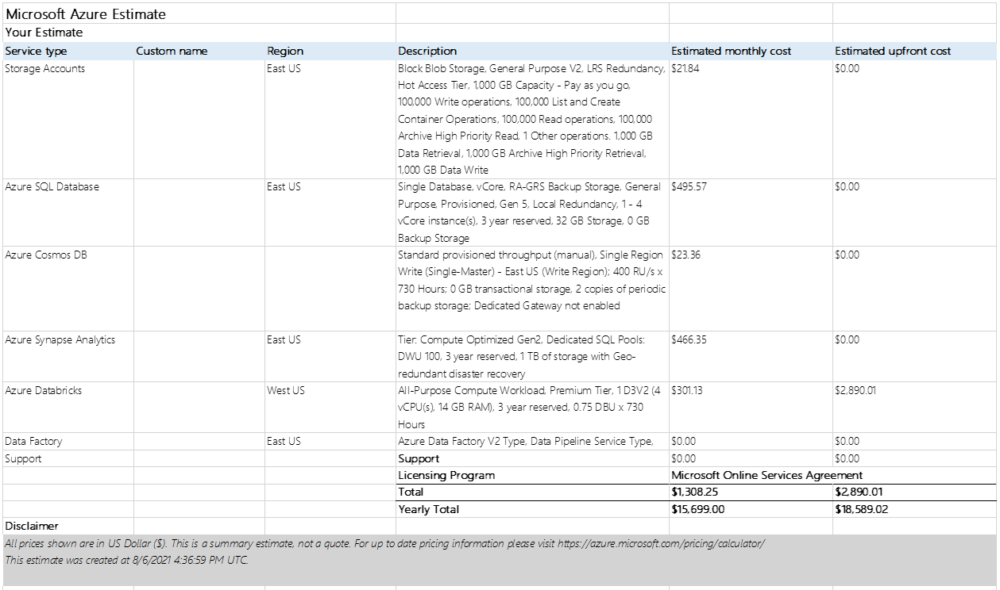 Microsoft Azure Estimate
Your Estimate
Service type Custom name Region Description Estimated monthly cost Estimated upfront cost
Storage Accounts East US Block Blob Storage, General Purpose V2, LRS Redundancy, $21.84 $0.00
Hot Access Tier, 1,000 GB Capacity - Pay as you go,
100,000 Write operations, 100,000 List and Create
Container Operations, 100,000 Read operations, 100,000
Archive High Priority Read, 1 Other operations. 1,000 GB
Data Retrieval, 1,000 GB Archive High Priority Retrieval,
1,000 GB Data Write
Azure SQL Database East US Single Database, vCore, RA-GRS Backup Storage, General $495.57 $0.00
Purpose, Provisioned, Gen 5, Local Redundancy, 1 - 4
vCore instance(s), 3 year reserved, 32 GB Storage, 0 GB
Backup Storage
Azure Cosmos DB Standard provisioned throughput (manual), Single Region $23.36 $0.00
Write (Single-Master) - East US (Write Region); 400 RU/s x
730 Hours; 0 GB transactional storage, 2 copies of periodic
backup storage; Dedicated Gateway not enabled
Azure Synapse Analytics East US Tier: Compute Optimized Gen2, Dedicated SQL Pools: $466.35 $0.00
DWU 100, 3 year reserved, 1 TB of storage with Geo-
redundant disaster recovery
Azure Databricks West US All-Purpose Compute Workload, Premium Tier, 1 D3V2 (4 $301.13 $2,890.01
vCPU(s), 14 GB RAM), 3 year reserved, 0.75 DBU x 730
Hours
Data Factory East US Azure Data Factory V2 Type, Data Pipeline Service Type, $0.00 $0.00
Support Support $0.00 $0.00
Licensing Program Microsoft Online Services Agreement
Total $1,308.25 $2,890.01
Yearly Total $15,699.00 $18,589.02
Disclaimer
All prices shown are in US Dollar ($). This is a summary estimate, not a quote. For up to date pricing information please visit https://azure.microsoft.com/pricing/calculator/
This estimate was created at 8/6/2021 4:36:59 PM UTC.